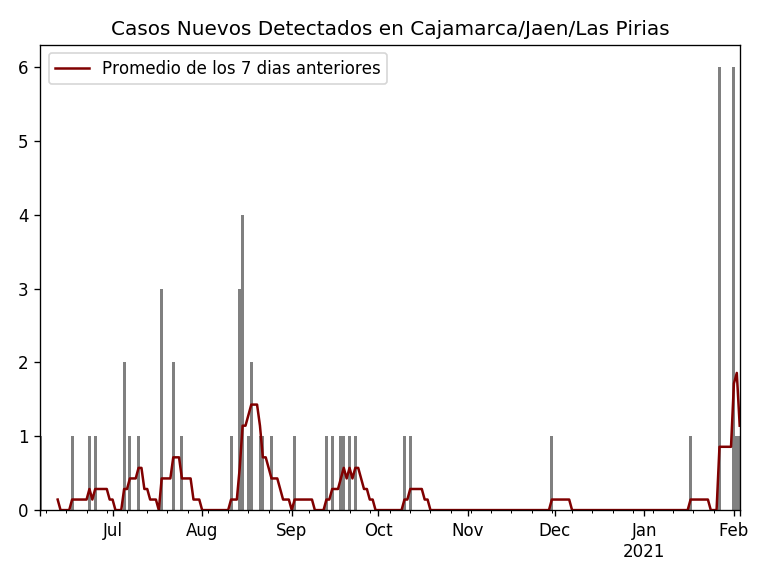 Casos Nuevos Detectados en Cajamarca/Jaen/Las Pirias
Promedio de los 7 dias anteriores
6
5
4
3
2
1
0
Jul Aug Sep Oct Nov Dec Jan Feb
2021